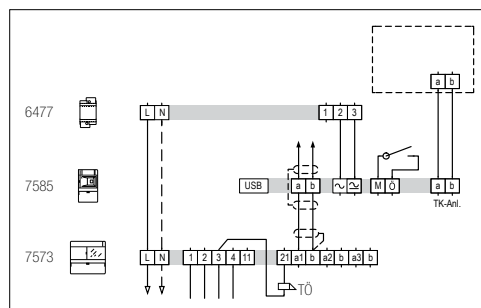 a b
6477
L N
1 2 3
7585
USB
a b
M Ö
a b
TK-Anl.
7573
L N
1 2 3 4 11
21 a1 b a2 b a3 b
TÖ